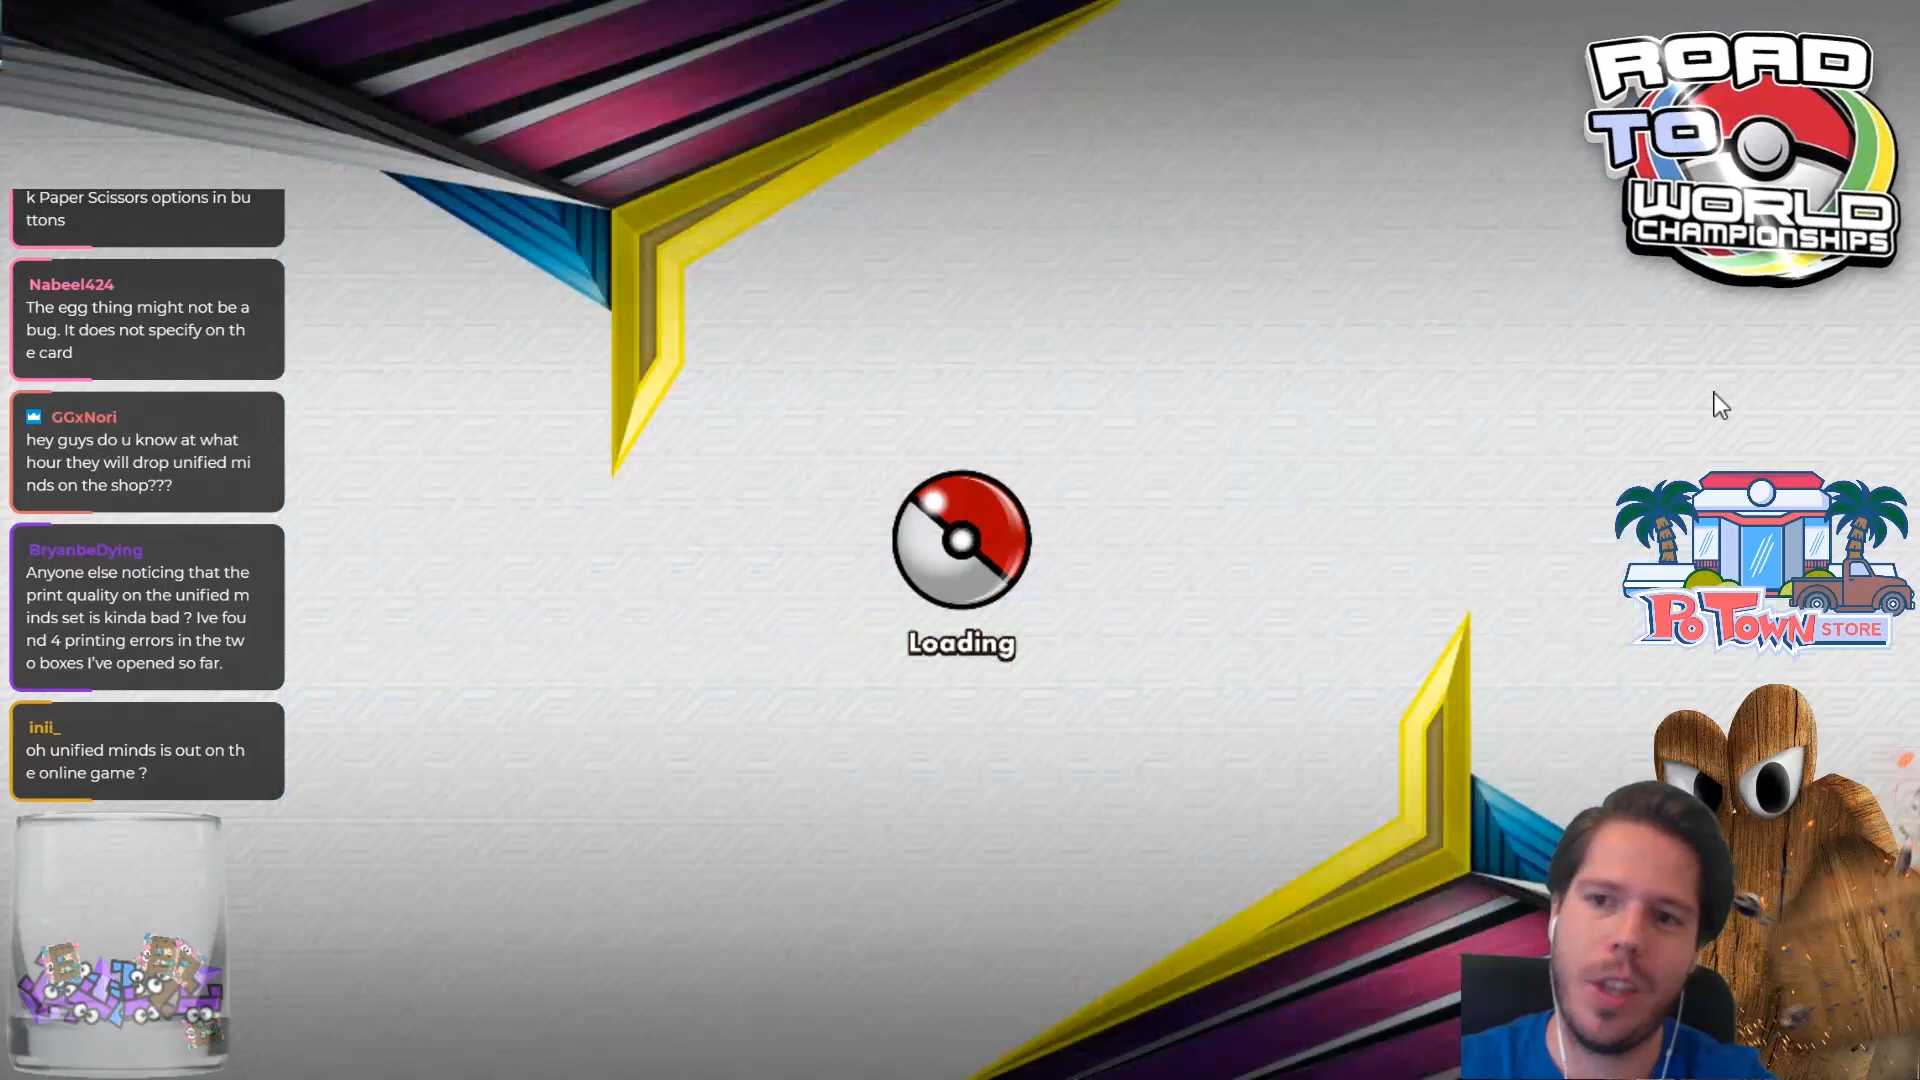 k Paper Scissors options in bu
ttons
Nabeel424
The egg thing might not be a
bug. It does not specify on th
e card
GGxNori
hey guys do u know at what
hour they will drop unified mi
nds on the shop???
BryanbeDying
Anyone else noticing that the
print quality on the unified m
inds set is kinda bad ? Ive fou
nd 4 printing errors in the tw
o boxes I've opened so far.
inii_
oh unified minds is out on th
e online game ?
Loading
ROAD
TO
WORLD
CHAMPIONSHIPS
PoTown
STORE